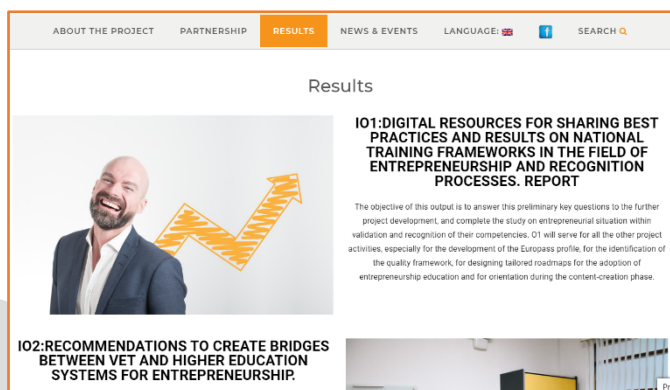 ABOUT THE PROJECT PARTNERSHIP RESULTS NEWS & EVENTS LANGUAGE: SEARCH
Results
IO1:DIGITAL RESOURCES FOR SHARING BEST
PRACTICES AND RESULTS ON NATIONAL
TRAINING FRAMEWORKS IN THE FIELD OF
ENTREPRENEURSHIP AND RECOGNITION
PROCESSES. REPORT
The objective of this output is to answer this preliminary key questions to the further
project development, and complete the study on entrepreneurial situation within
validation and recognition of their competencies. O1 will serve for all the other project
activities, especially for the development of the Europass profile, for the identification of
the quality framework, for designing tailored roadmaps for the adoption of
entrepreneurship education and for orientation during the content-creation phase.
IO2:RECOMMENDATIONS TO CREATE BRIDGES
BETWEEN VET AND HIGHER EDUCATION
SYSTEMS FOR ENTREPRENEURSHIP.